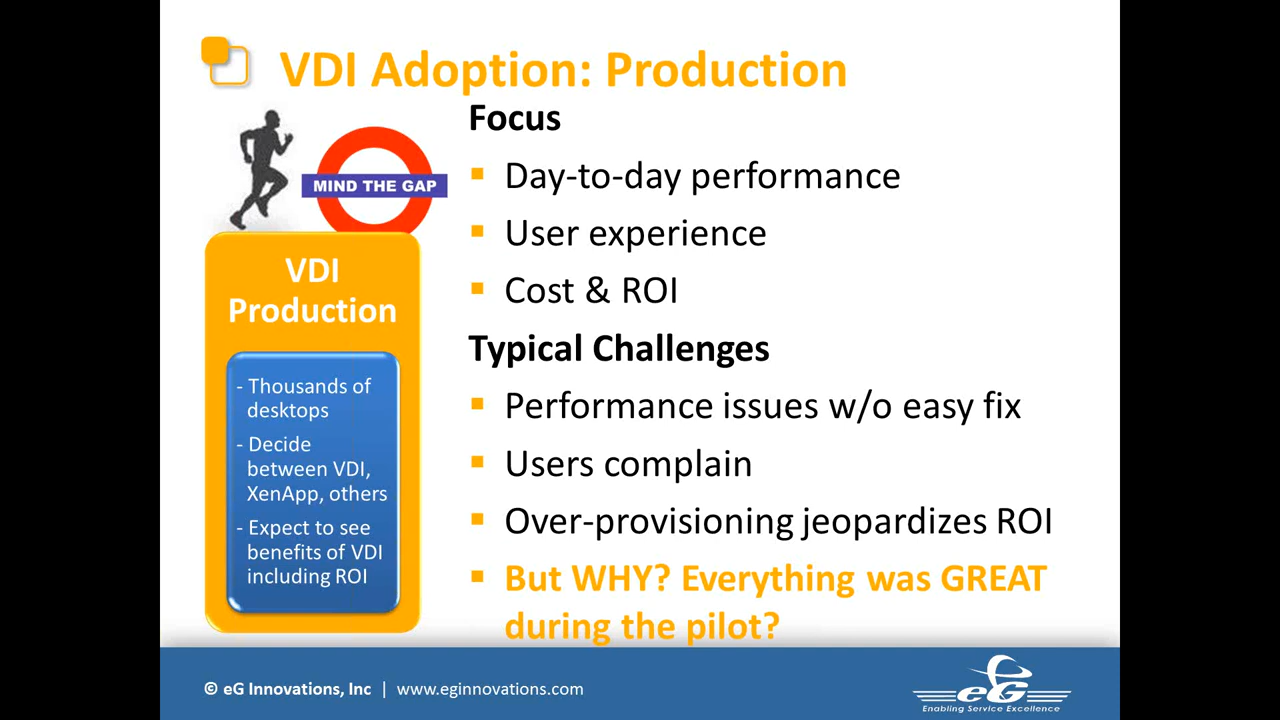 VDI Adoption: Production
MIND THE GAP
VDI
Production
- Thousands of
desktops
- Decide
between VDI,
XenApp, others
- Expect to see
benefits of VDI
including ROI
Focus
▪ Day-to-day performance
▪ User experience
▪ Cost & ROI
Typical Challenges
▪ Performance issues w/o easy fix
▪ Users complain
▪ Over-provisioning jeopardizes ROI
▪ But WHY? Everything was GREAT
during the pilot?
© eG Innovations, Inc | www.eginnovations.com
eG
Enabling Service Excellence